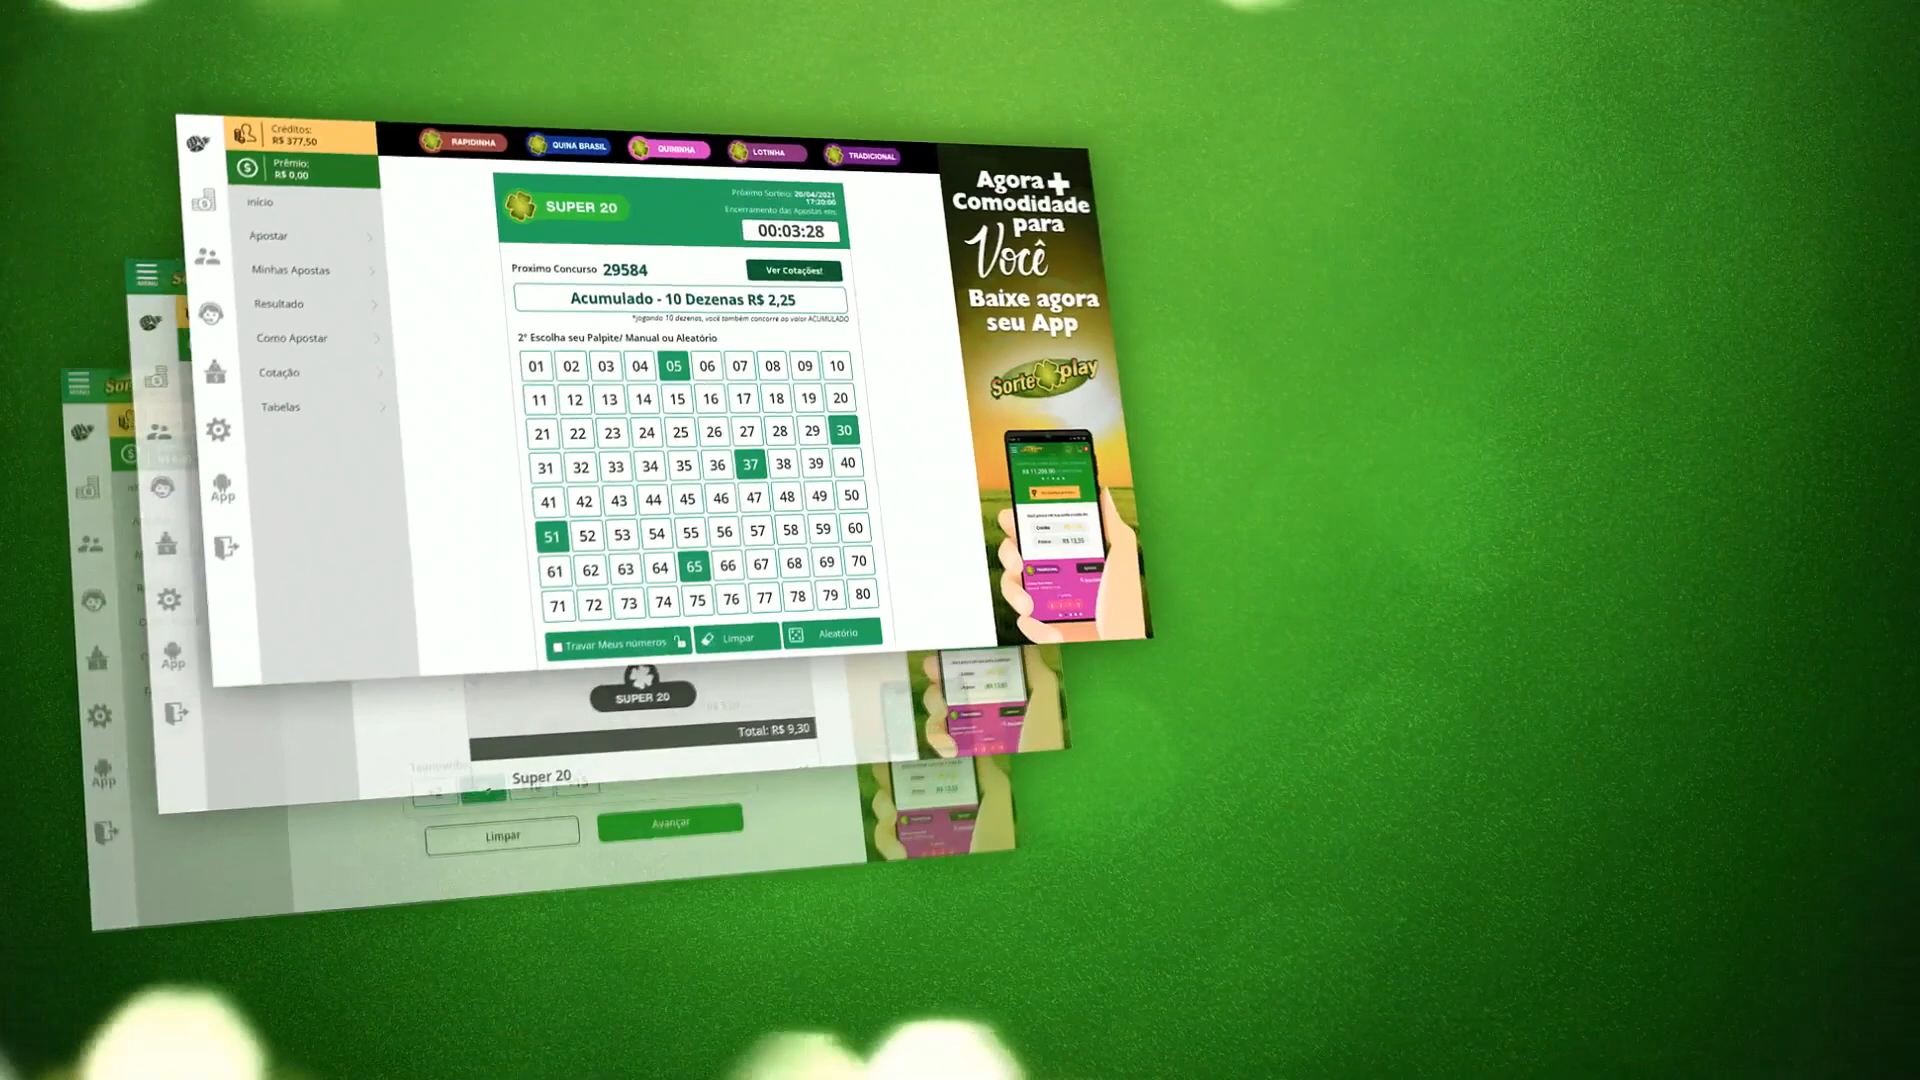 Créditos:
R$ 377,50
Prêmio:
R$ 0,00
Início
Apostar
Minhas Apostas
Resultado
Como Apostar
Cotação
Tabelas
App
RAPIDINHA
QUINA BRASIL
QUININHA
LOTINHA
TRADICIONAL
SUPER 20
Próximo Sorteio: 26/04/2021
17:20:00
Encerramento das Apostas em:
00:03:28
Proximo Concurso 29584
Ver Cotações!
Acumulado - 10 Dezenas R$ 2,25
*jogando 10 dezenas, você também concorre ao valor ACUMULADO
2º Escolha seu Palpite/ Manual ou Aleatório
01 02 03 04 05 06 07 08 09 10
11 12 13 14 15 16 17 18 19 20
21 22 23 24 25 26 27 28 29 30
31 32 33 34 35 36 37 38 39 40
41 42 43 44 45 46 47 48 49 50
51 52 53 54 55 56 57 58 59 60
61 62 63 64 65 66 67 68 69 70
71 72 73 74 75 76 77 78 79 80
Travar Meus números
Limpar
Aleatório
Agora +
Comodidade
para
Você
Baixe agora
seu App
Sorte play
MENU
App
SUPER 20
Total: R$ 9,30
Super 20
MENU
App
Limpar
Avançar